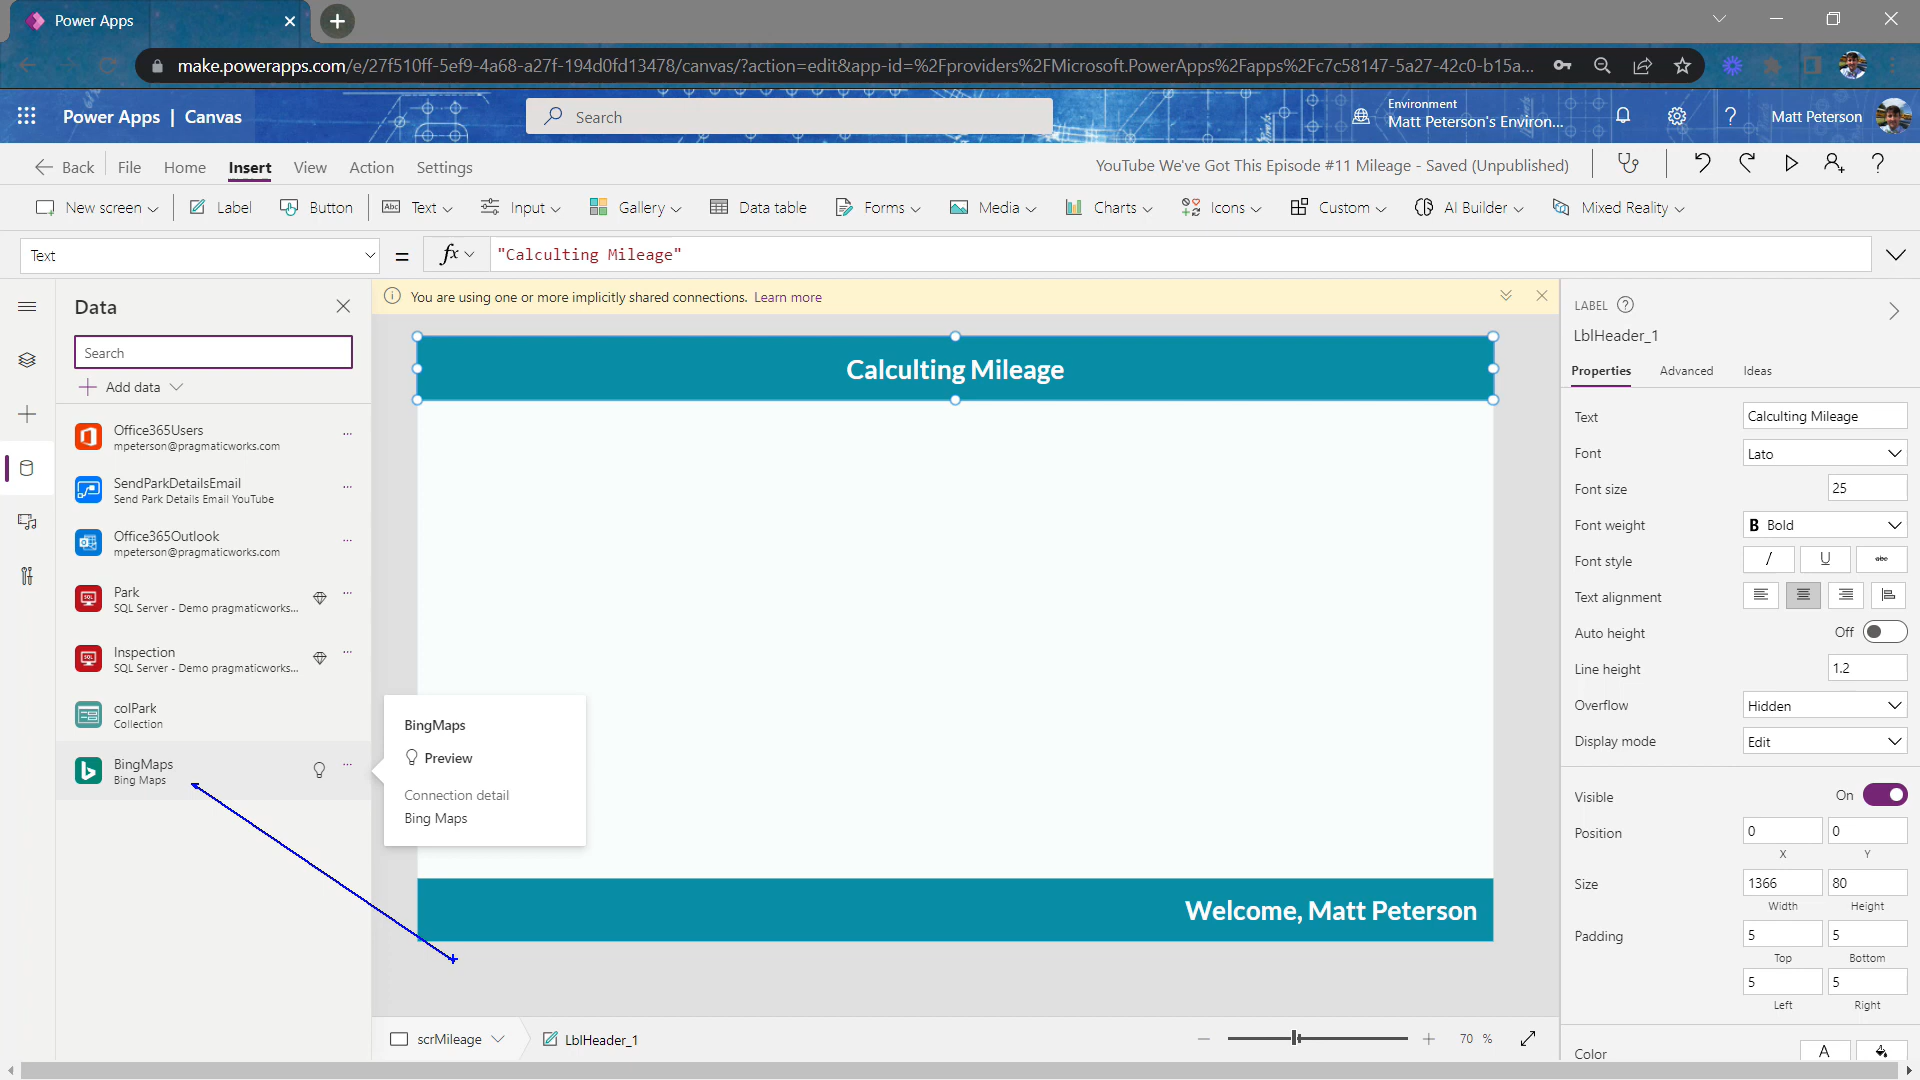 Power Apps
make.powerapps.com/e/27f510ff-5ef9-4a68-a27f-194d0fd13478/canvas/?action=edit&app-id=%2Fproviders%2FMicrosoft.PowerApps%2Fapps%2Fc7c58147-5a27-42c0-b15a...
Power Apps | Canvas
Search
Environment
Matt Peterson's Environ...
Matt Peterson
Back
File
Home
Insert
View
Action
Settings
YouTube We've Got This Episode #11 Mileage - Saved (Unpublished)
New screen
Label
Button
Abc
Text
Input
Gallery
Data table
Forms
Media
Charts
Icons
Custom
AI Builder
Mixed Reality
Text
=
fx
"Calculting Mileage"
Data
Search
Add data
Office365Users
mpeterson@pragmaticworks.com
SendParkDetailsEmail
Send Park Details Email YouTube
Office365Outlook
mpeterson@pragmaticworks.com
Park
SQL Server - Demo pragmaticworks...
Inspection
SQL Server - Demo pragmaticworks...
colPark
Collection
BingMaps
Bing Maps
You are using one or more implicitly shared connections. Learn more
Calculting Mileage
BingMaps
Preview
Connection detail
Bing Maps
Welcome, Matt Peterson
scrMileage
LblHeader_1
70 %
LABEL
LblHeader_1
Properties
Advanced
Ideas
Text
Calculting Mileage
Font
Lato
Font size
25
Font weight
B Bold
Font style
/
U
abc
Text alignment
Auto height
Off
Line height
1.2
Overflow
Hidden
Display mode
Edit
Visible
On
Position
0
0
X
Y
Size
1366
80
Width
Height
Padding
5
5
Top
Bottom
5
5
Left
Right
Color
A